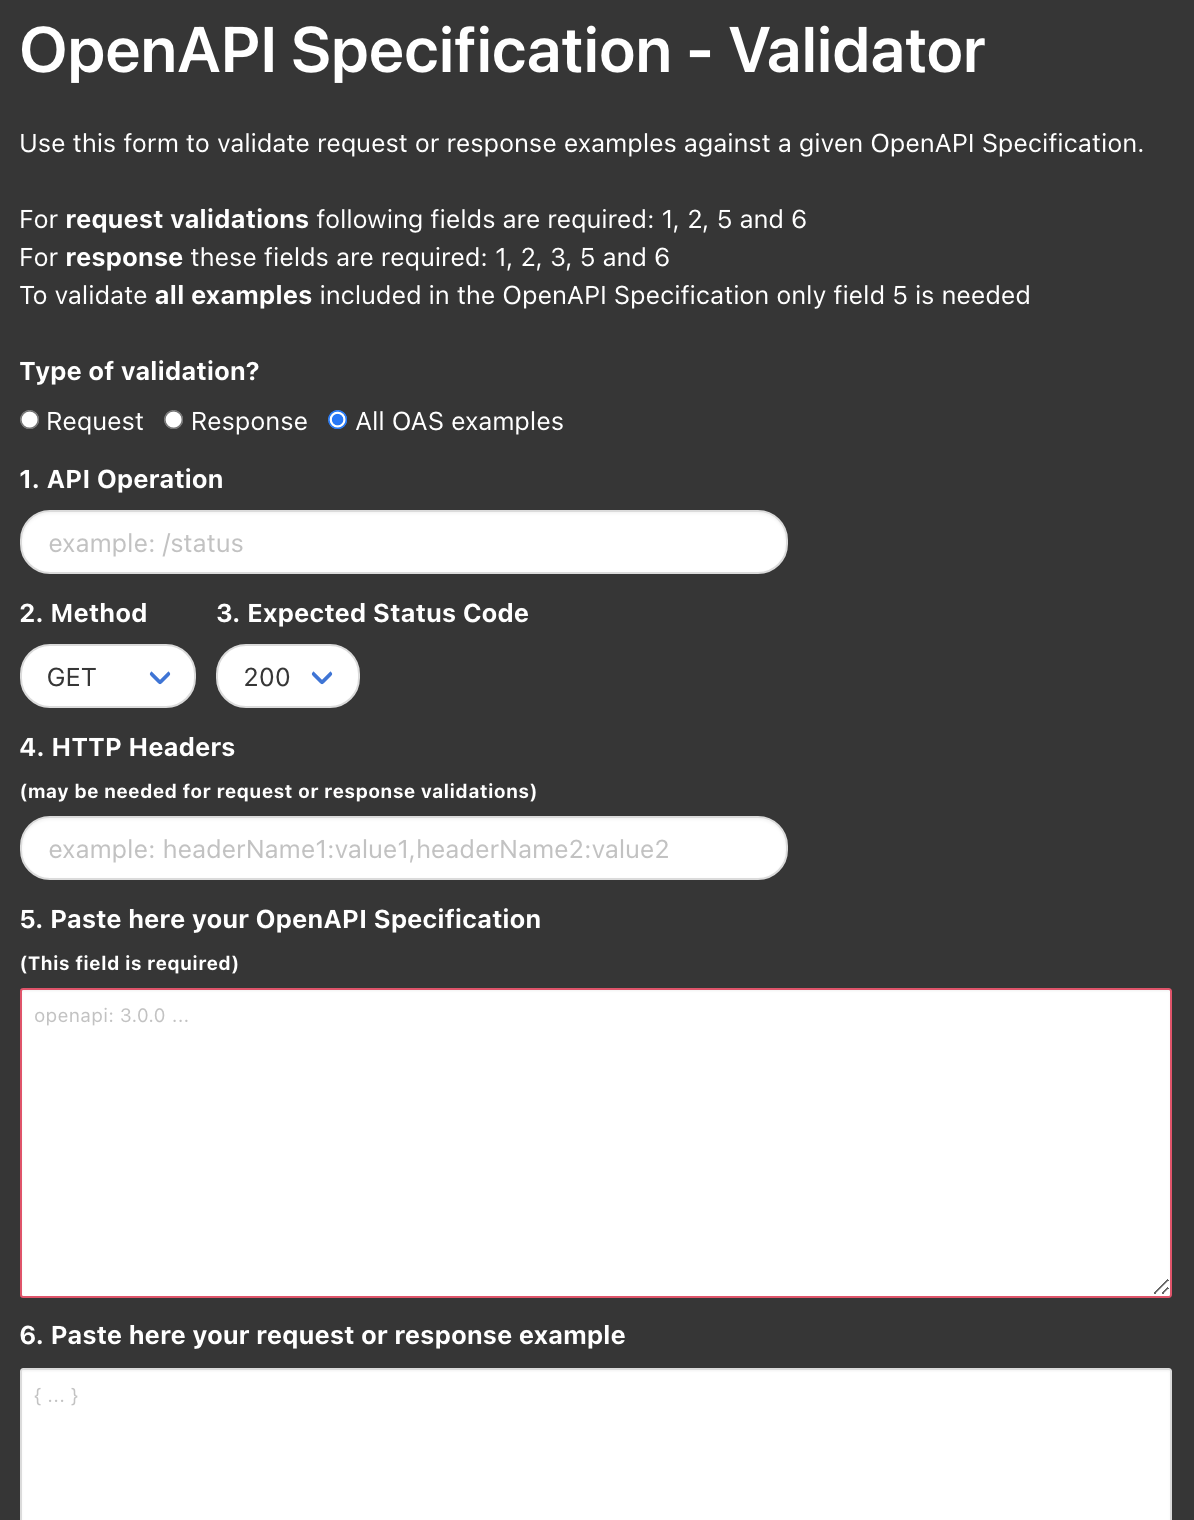 OpenAPI Specification - Validator
Use this form to validate request or response examples against a given OpenAPI Specification.
For request validations following fields are required: 1, 2, 5 and 6
For response these fields are required: 1, 2, 3, 5 and 6
To validate all examples included in the OpenAPI Specification only field 5 is needed
Type of validation?
Request Response All OAS examples
1. API Operation
example: /status
2. Method 3. Expected Status Code
GET 200
4. HTTP Headers
(may be needed for request or response validations)
example: headerName1:value1,headerName2:value2
5. Paste here your OpenAPI Specification
(This field is required)
openapi: 3.0.0 ...
6. Paste here your request or response example
{ ... }